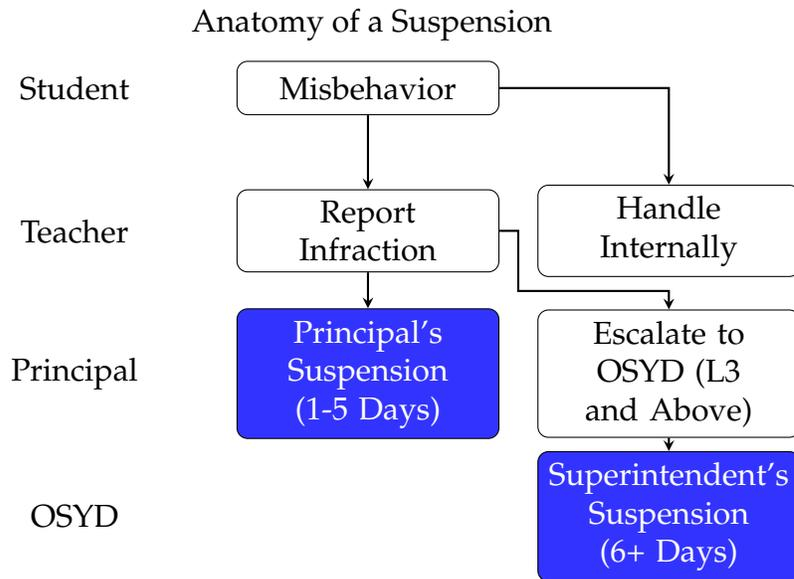 Anatomy of a Suspension
Student
Misbehavior
Teacher
Report
Infraction
Handle
Internally
Principal
Principal's
Suspension
(1-5 Days)
Escalate to
OSYD (L3
and Above)
OSYD
Superintendent's
Suspension
(6+ Days)